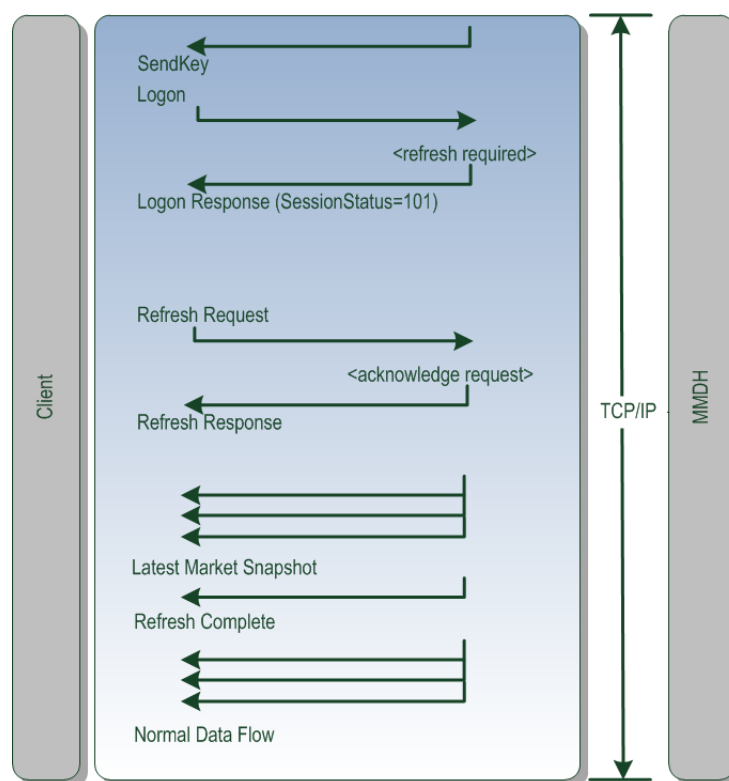 SendKey
Logon
<refresh required>
Logon Response (SessionStatus=101)
Refresh Request
<acknowledge request>
Refresh Response
Latest Market Snapshot
Refresh Complete
Normal Data Flow
Client
TCP/IP
MMDH